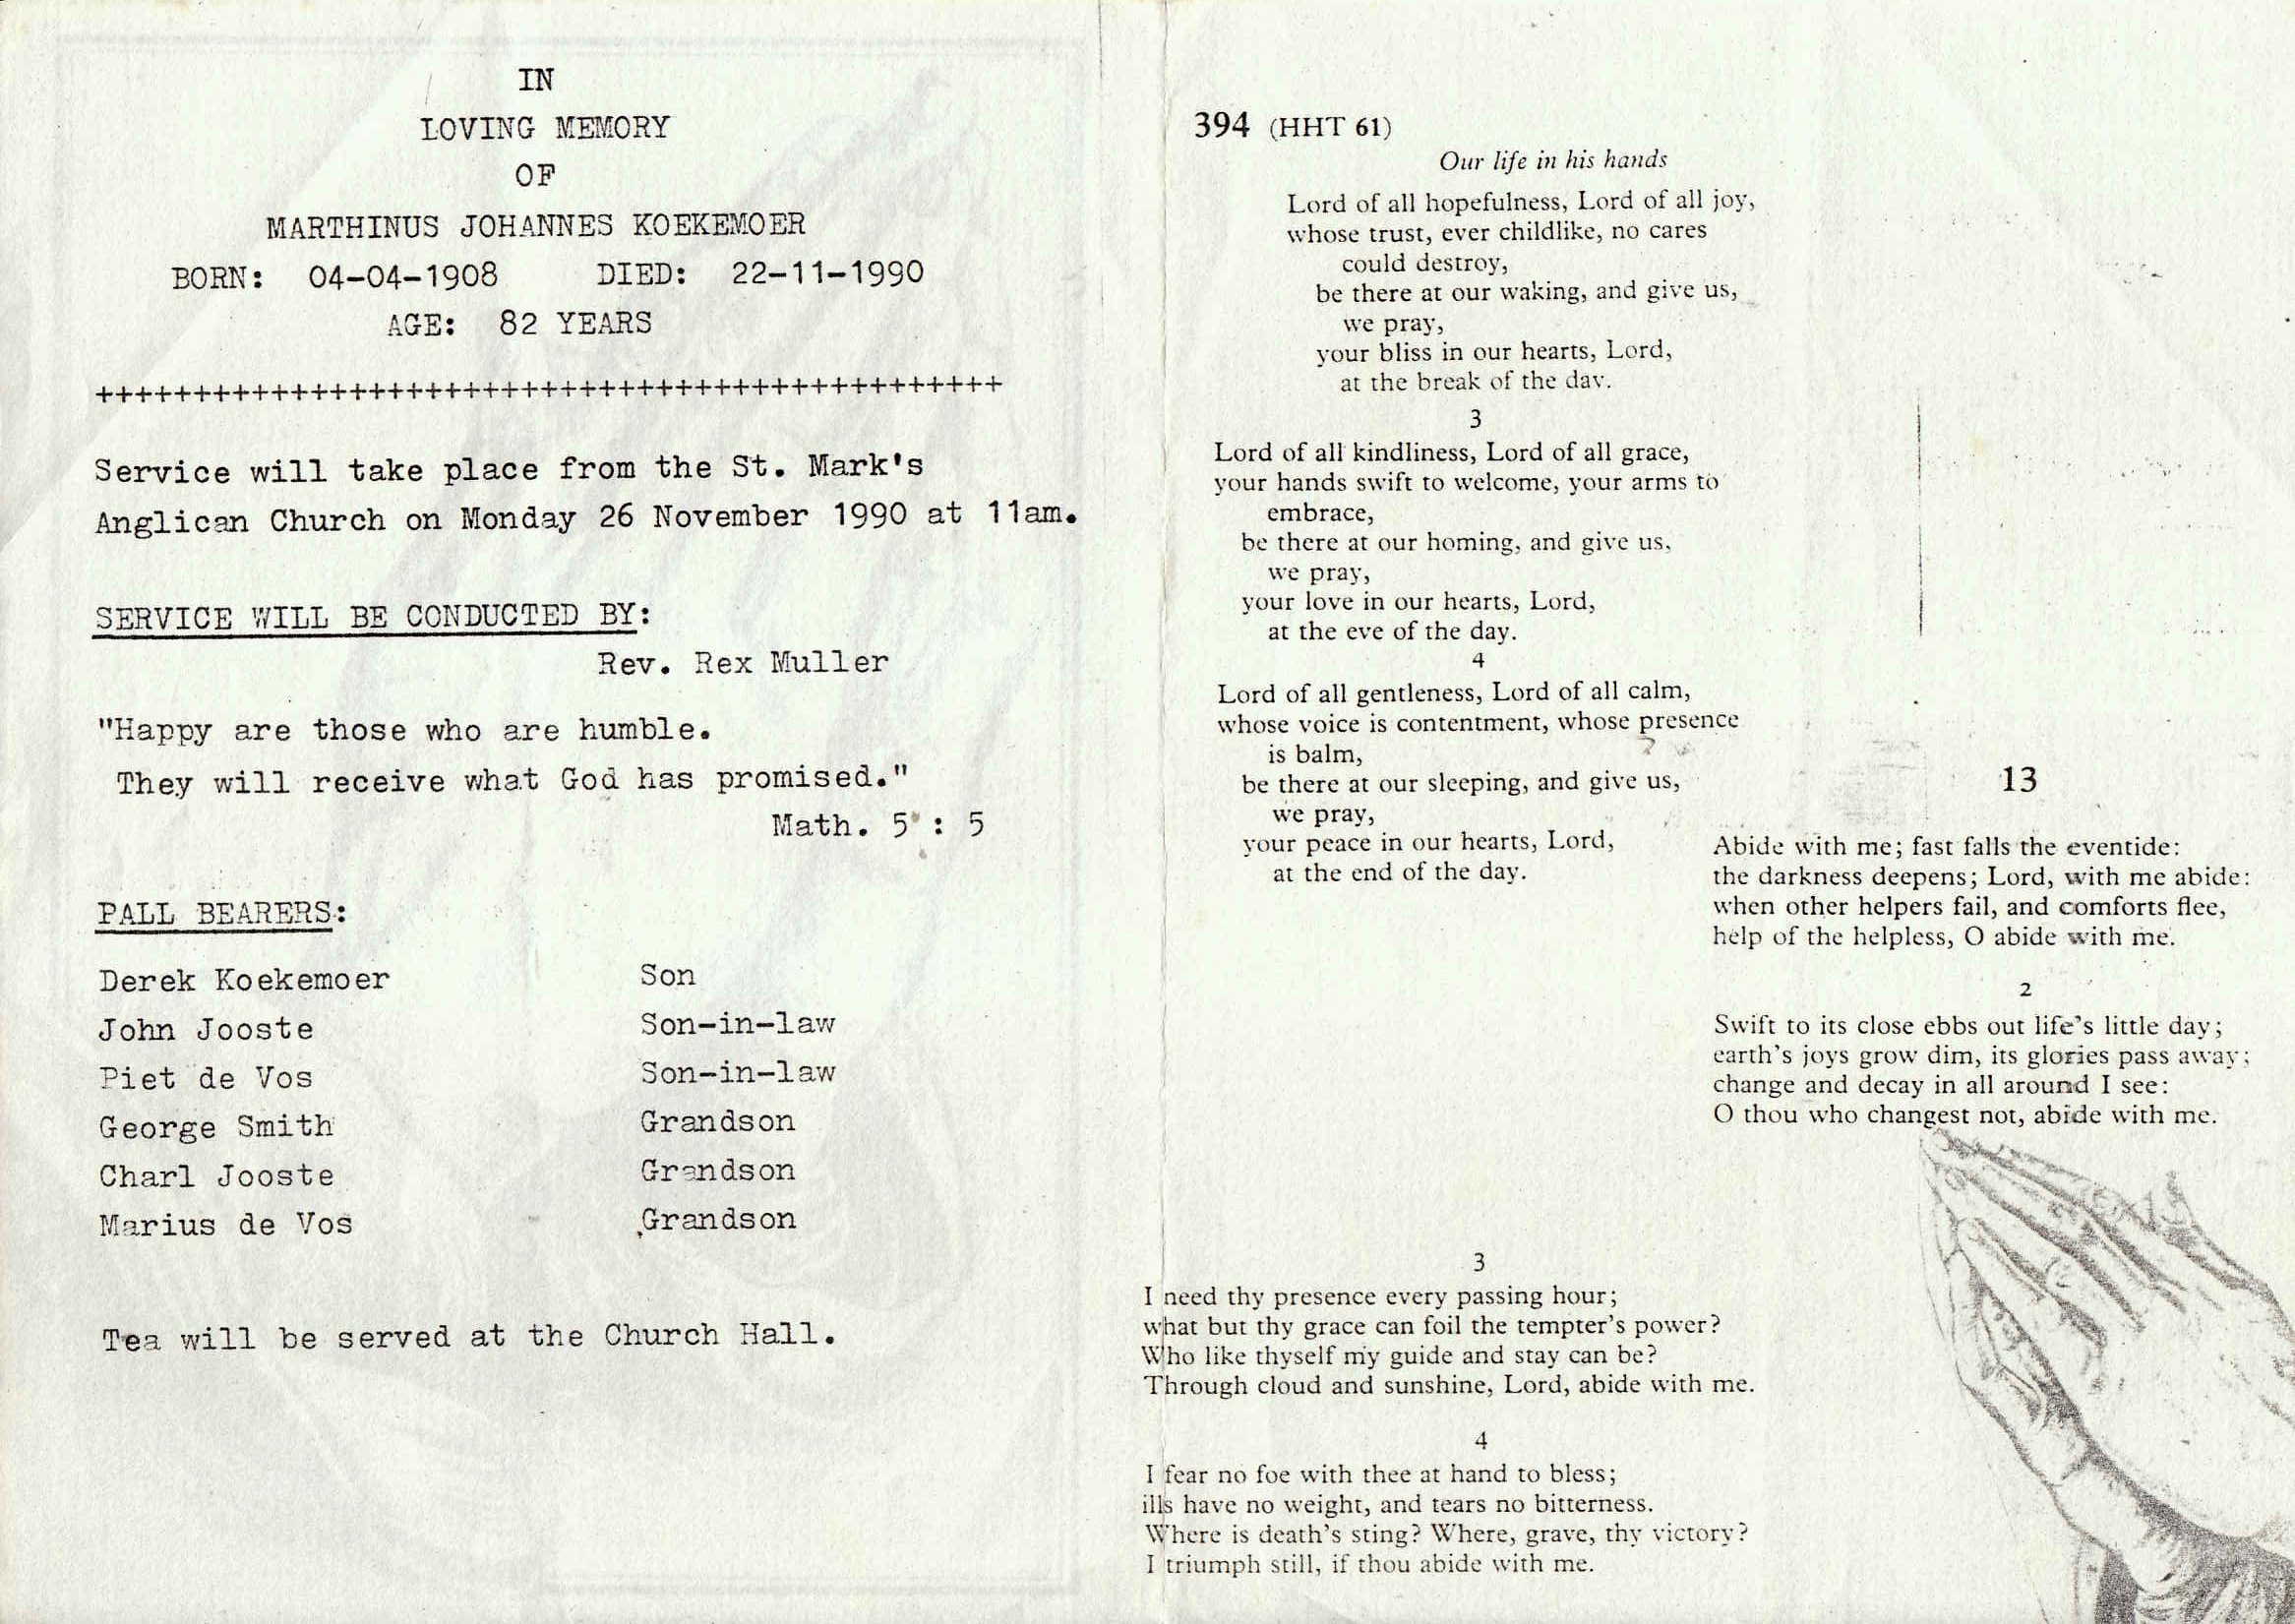 IN
LOVING MEMORY
OF
MARTHINUS JOHANNES KOEKEMOER
BORN: 04-04-1908 DIED: 22-11-1990
AGE: 82 YEARS
+++++++++++++++++++++++++++++++++++++++++++++++
Service will take place from the St. Mark's
Anglican Church on Monday 26 November 1990 at 11am.
SERVICE WILL BE CONDUCTED BY:
Rev. Rex Muller
"Happy are those who are humble.
They will receive what God has promised."
Math. 5 : 5
PALL BEARERS:
Derek Koekemoer Son
John Jooste Son-in-law
Piet de Vos Son-in-law
George Smith Grandson
Charl Jooste Grandson
Marius de Vos Grandson
Tea will be served at the Church Hall.
394 (HHT 61)
Our life in his hands
Lord of all hopefulness, Lord of all joy,
whose trust, ever childlike, no cares
could destroy,
be there at our waking, and give us,
we pray,
your bliss in our hearts, Lord,
at the break of the day.
3
Lord of all kindliness, Lord of all grace,
your hands swift to welcome, your arms to
embrace,
be there at our homing, and give us,
we pray,
your love in our hearts, Lord,
at the eve of the day.
4
Lord of all gentleness, Lord of all calm,
whose voice is contentment, whose presence
is balm,
be there at our sleeping, and give us,
we pray,
your peace in our hearts, Lord,
at the end of the day.
13
Abide with me; fast falls the eventide:
the darkness deepens; Lord, with me abide:
when other helpers fail, and comforts flee,
help of the helpless, O abide with me.
2
Swift to its close ebbs out life's little day;
earth's joys grow dim, its glories pass away;
change and decay in all around I see:
O thou who changest not, abide with me.
3
I need thy presence every passing hour;
what but thy grace can foil the tempter's power?
Who like thyself my guide and stay can be?
Through cloud and sunshine, Lord, abide with me.
4
I fear no foe with thee at hand to bless;
ills have no weight, and tears no bitterness.
Where is death's sting? Where, grave, thy victory?
I triumph still, if thou abide with me.